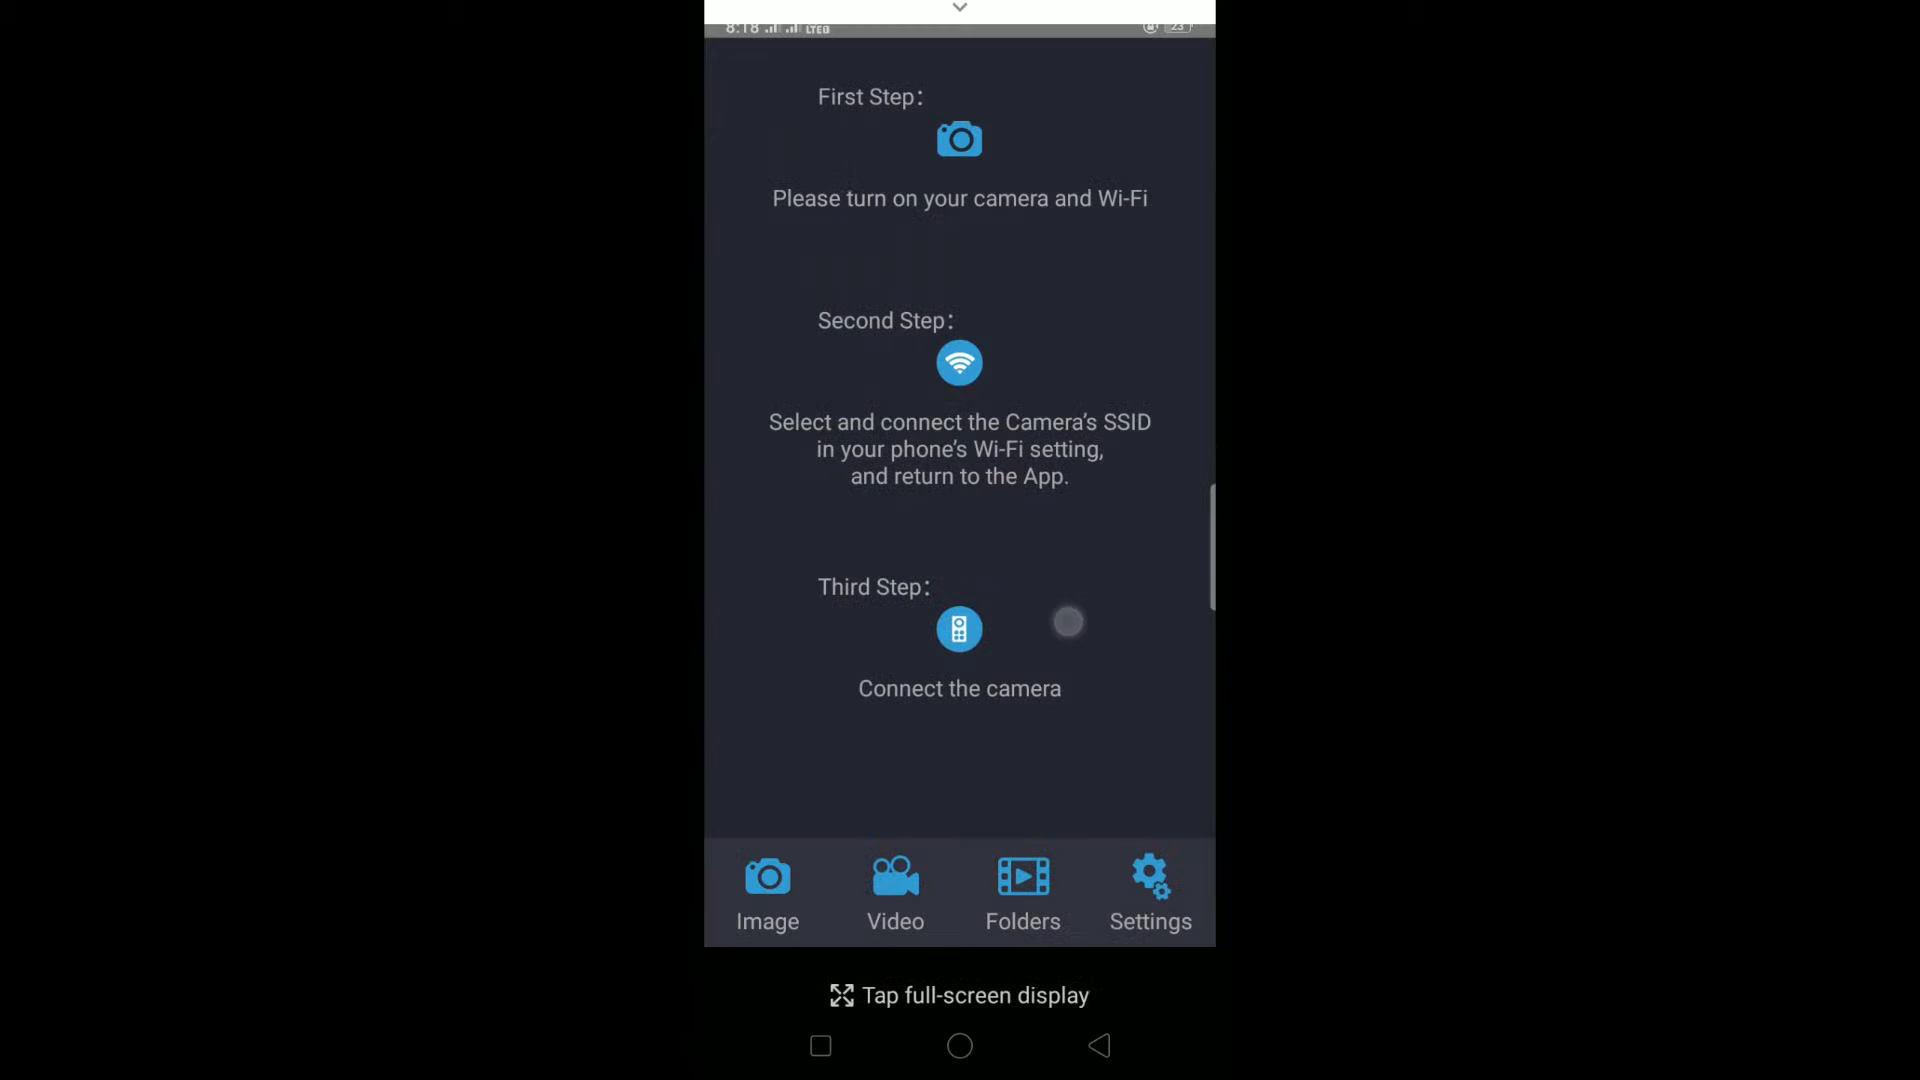 8:18 LTE
23
First Step:
Please turn on your camera and Wi-Fi
Second Step:
Select and connect the Camera’s SSID
in your phone’s Wi-Fi setting,
and return to the App.
Third Step:
Connect the camera
Image Video Folders Settings
Tap full-screen display